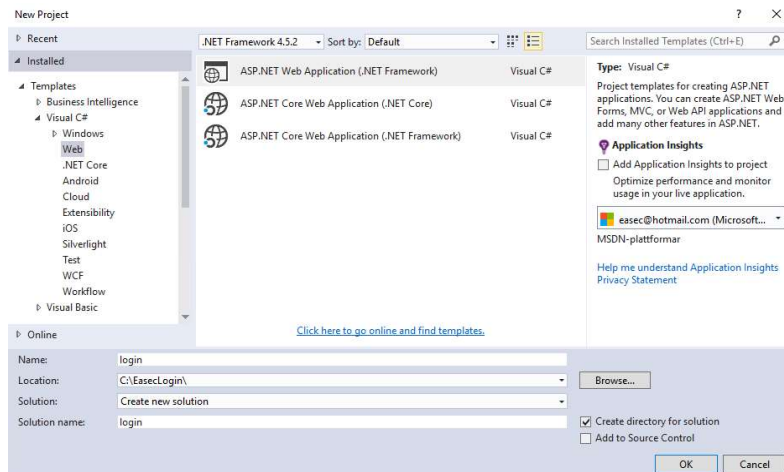 New Project
? X
Recent
Installed
.NET Framework 4.5.2
Sort by: Default
Search Installed Templates (Ctrl+E)
Templates
Business Intelligence
Visual C#
Windows
Web
.NET Core
Android
Cloud
Extensibility
iOS
Silverlight
Test
WCF
Workflow
Visual Basic
Online
ASP.NET Web Application (.NET Framework) Visual C#
ASP.NET Core Web Application (.NET Core) Visual C#
ASP.NET Core Web Application (.NET Framework) Visual C#
Click here to go online and find templates.
Type: Visual C#
Project templates for creating ASP.NET
applications. You can create ASP.NET Web
Forms, MVC, or Web API applications and
add many other features in ASP.NET.
Application Insights
Add Application Insights to project
Optimize performance and monitor
usage in your live application.
easec@hotmail.com (Microsoft...
MSDN-plattformar
Help me understand Application Insights
Privacy Statement
Name: login
Location: C:\EasecLogin\
Browse...
Solution: Create new solution
Solution name: login
Create directory for solution
Add to Source Control
OK Cancel